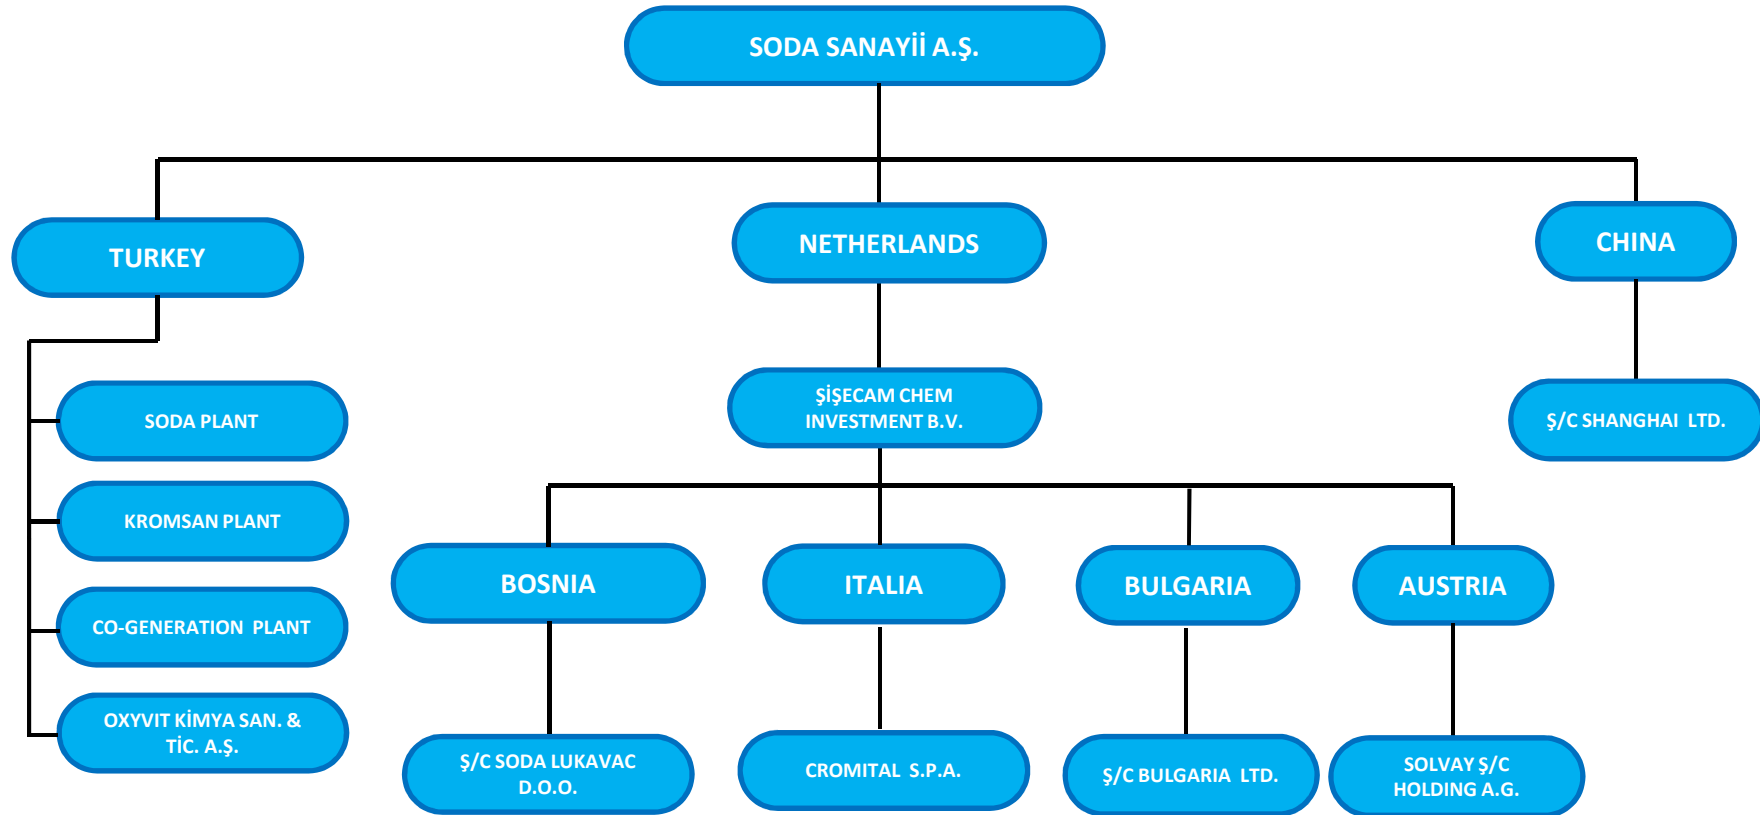 SODA SANAYİİ A.Ş.
TURKEY
NETHERLANDS
CHINA
SODA PLANT
KROMSAN PLANT
CO-GENERATION PLANT
OXYVIT KİMYA SAN. &
TİC. A.Ş.
ŞİŞECAM CHEM
INVESTMENT B.V.
Ş/C SHANGHAI LTD.
BOSNIA
ITALIA
BULGARIA
AUSTRIA
Ş/C SODA LUKAVAC
D.O.O.
CROMITAL S.P.A.
Ş/C BULGARIA LTD.
SOLVAY Ş/C
HOLDING A.G.